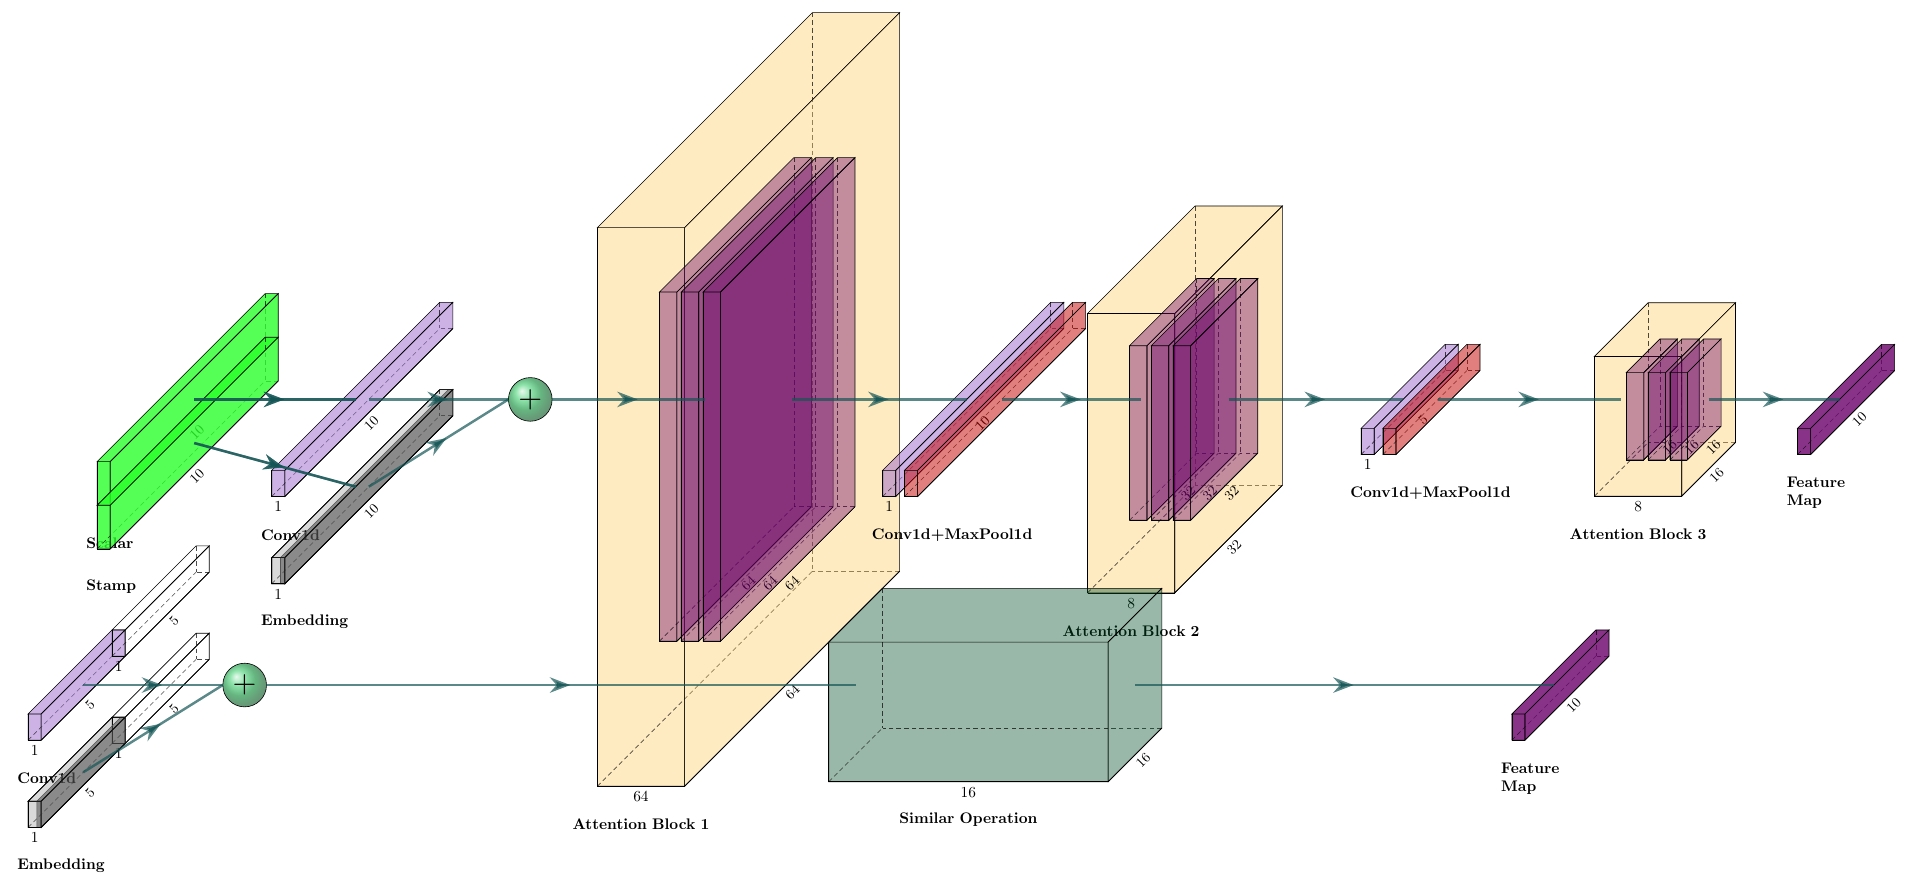 10
10
Scalar
Stamp
10
1
Conv1d
10
1
Embedding
+
64
64
64
64
64
Attention Block 1
10
1
Conv1d+MaxPool1d
32
32
32
32
8
Attention Block 2
5
1
Conv1d+MaxPool1d
16
16
16
16
8
Attention Block 3
10
Feature
Map
5
1
5
1
Conv1d
5
1
5
1
Embedding
+
16
16
Similar Operation
10
Feature
Map